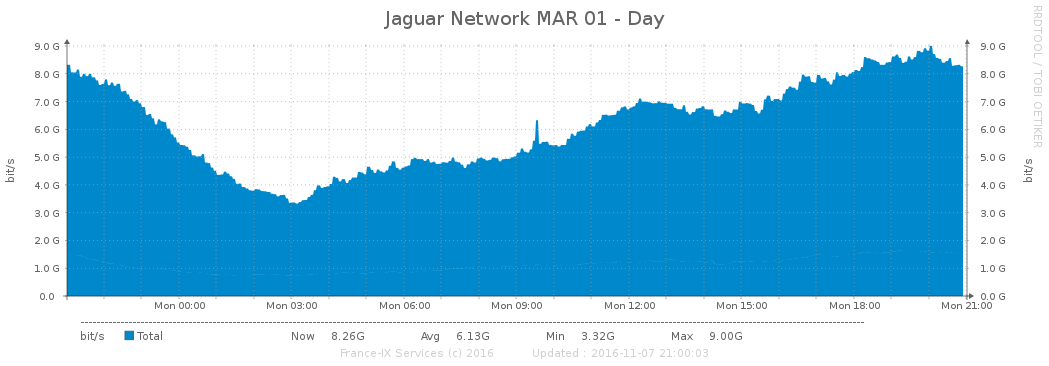 Jaguar Network MAR 01 - Day
RRDTOOL / TOBI OETIKER
9.0 G 9.0 G
8.0 G 8.0 G
7.0 G 7.0 G
6.0 G 6.0 G
5.0 G 5.0 G
4.0 G 4.0 G
3.0 G 3.0 G
2.0 G 2.0 G
1.0 G 1.0 G
0.0 0.0 G
bit/s
bit/s
Mon 00:00 Mon 03:00 Mon 06:00 Mon 09:00 Mon 12:00 Mon 15:00 Mon 18:00 Mon 21:00
bit/s Total Now 8.26G Avg 6.13G Min 3.32G Max 9.00G
France-IX Services (c) 2016 Updated : 2016-11-07 21:00:03